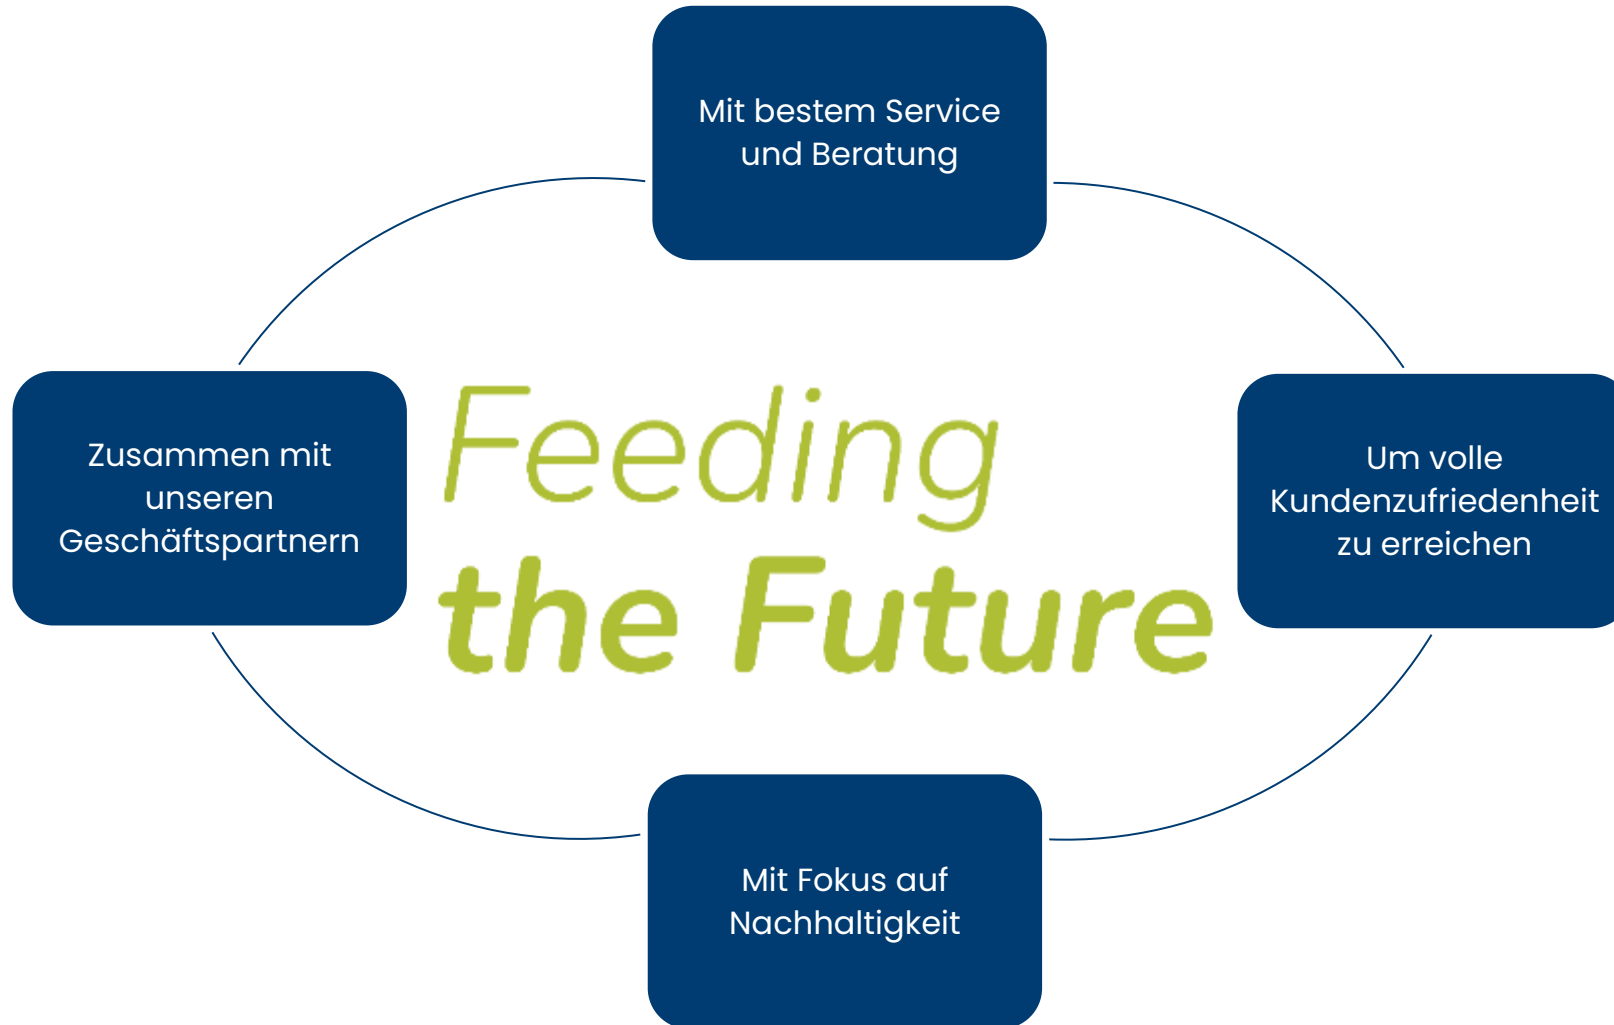 Mit bestem Service
und Beratung
Zusammen mit
unseren
Geschäftspartnern
Feeding
the Future
Um volle
Kundenzufriedenheit
zu erreichen
Mit Fokus auf
Nachhaltigkeit